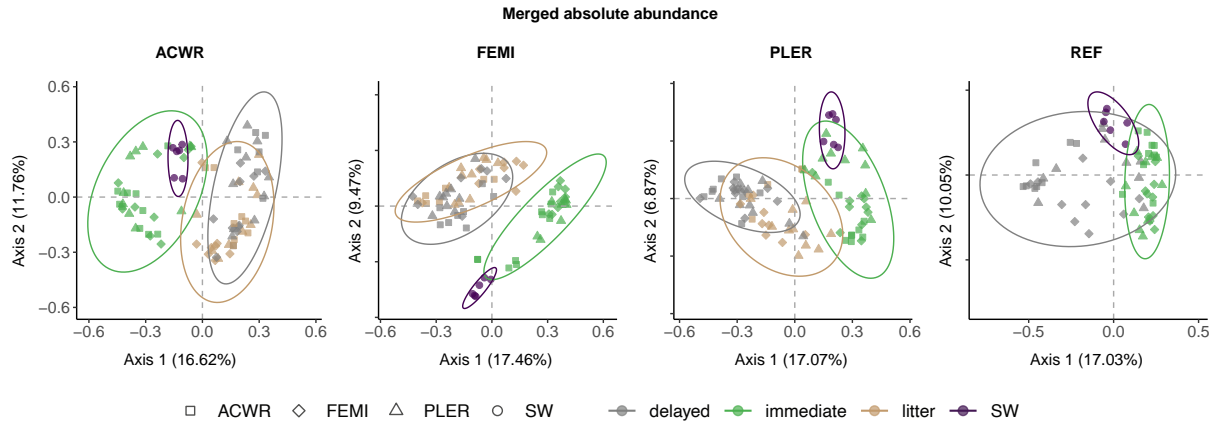 Merged absolute abundance
ACWR
FEMI
PLER
REF
Axis 2 (11.76%)
0.6
0.3
0.0
−0.3
−0.6
−0.6 −0.3 0.0 0.3 0.6
Axis 1 (16.62%)
Axis 2 (9.47%)
−0.6 −0.3 0.0 0.3 0.6
Axis 1 (17.46%)
Axis 2 (6.87%)
−0.6 −0.3 0.0 0.3 0.6
Axis 1 (17.07%)
Axis 2 (10.05%)
−0.5 0.0 0.5
Axis 1 (17.03%)
ACWR FEMI PLER SW delayed immediate litter SW